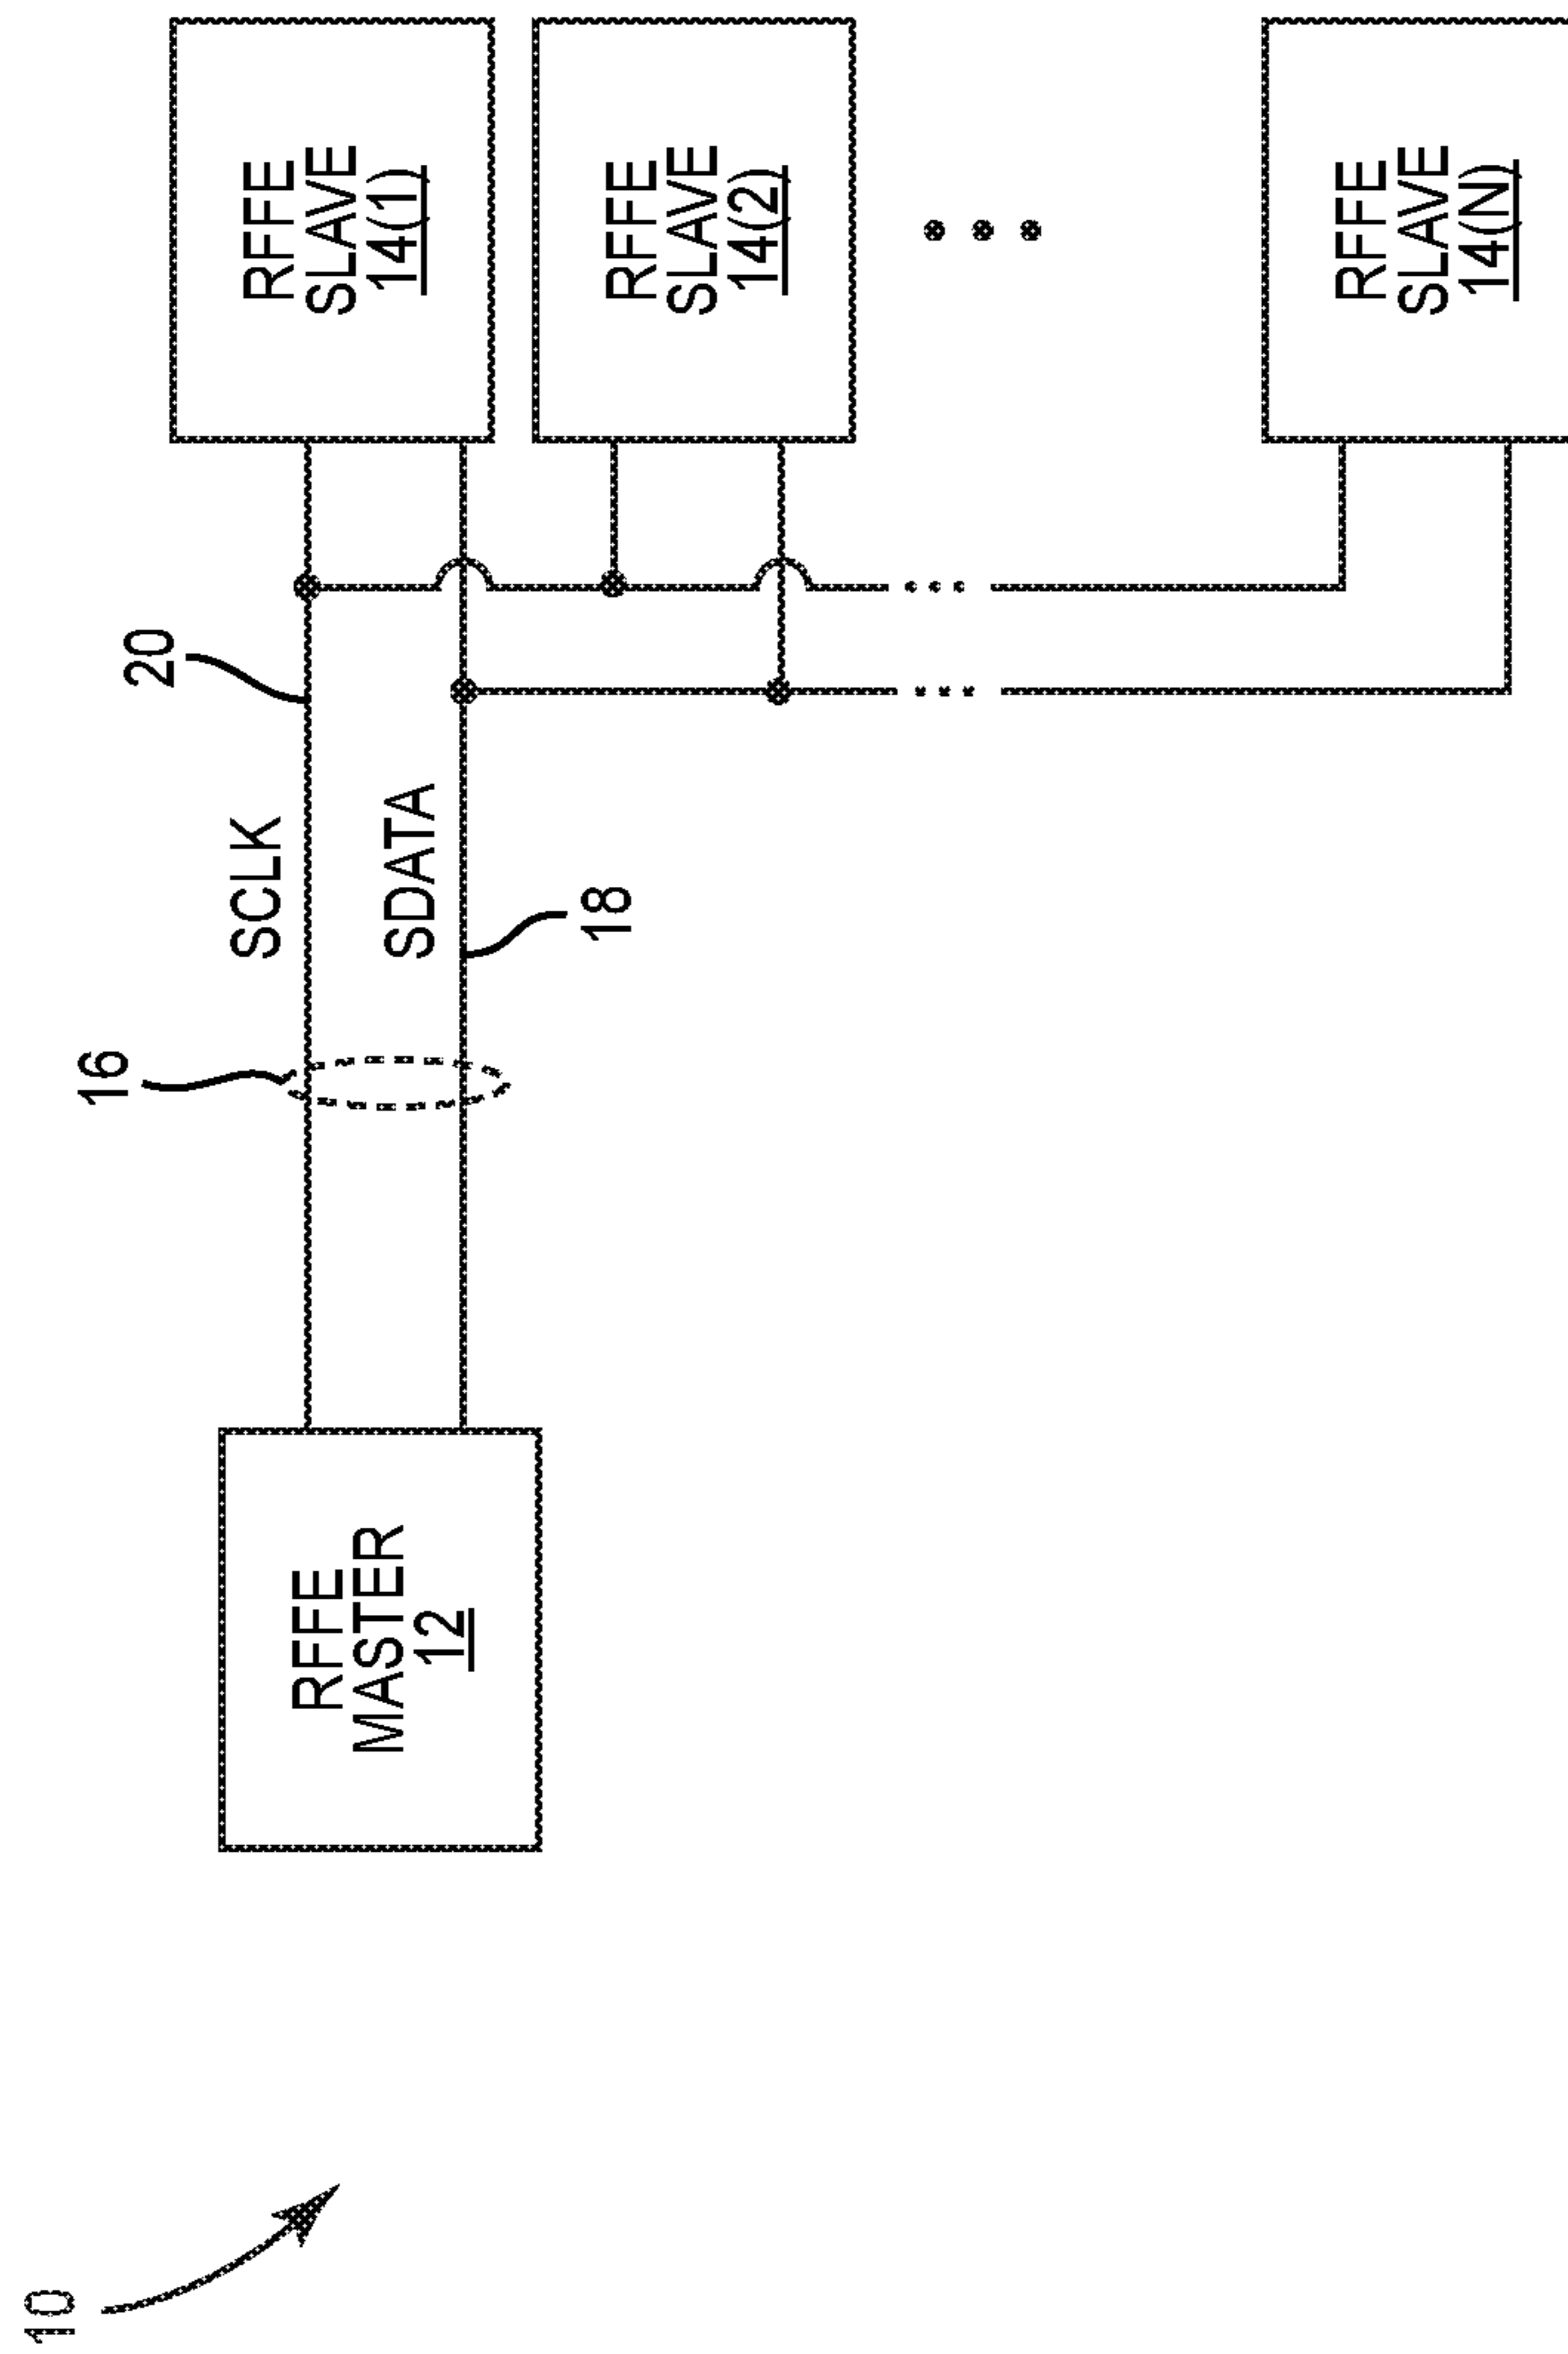 10
RFFE
MASTER
12
16
SCLK
20
SDATA
18
RFFE
SLAVE
14(1)
RFFE
SLAVE
14(2)
RFFE
SLAVE
14(N)